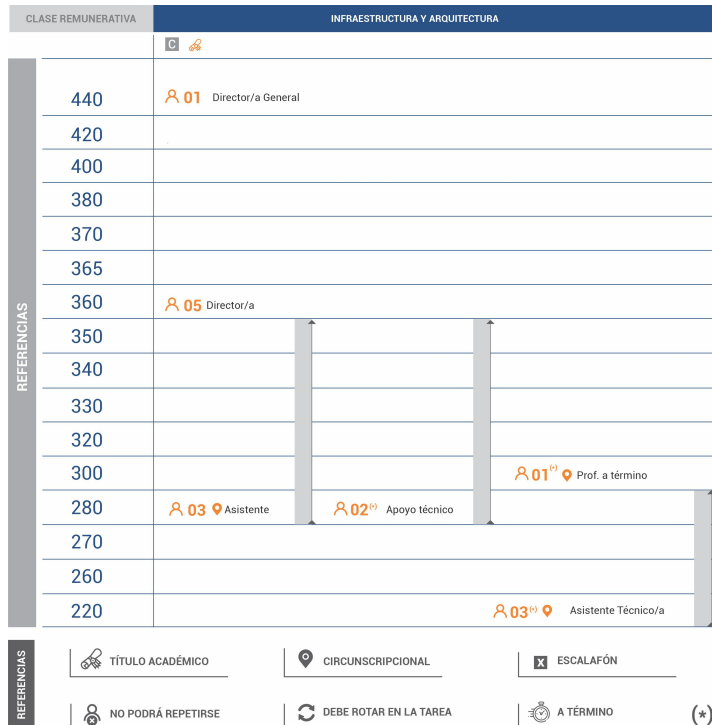 CLASE REMUNERATIVA INFRAESTRUCTURA Y ARQUITECTURA
C
440 01 Director/a General
420
400
380
370
365
360 05 Director/a
350
340
330
320
300 01(*) Prof. a término
280 03 Asistente 02(*) Apoyo técnico
270
260
220 03(*) Asistente Técnico/a
REFERENCIAS
REFERENCIAS
TÍTULO ACADÉMICO CIRCUNSCRIPCIONAL X ESCALAFÓN
NO PODRÁ REPETIRSE DEBE ROTAR EN LA TAREA A TÉRMINO (*)